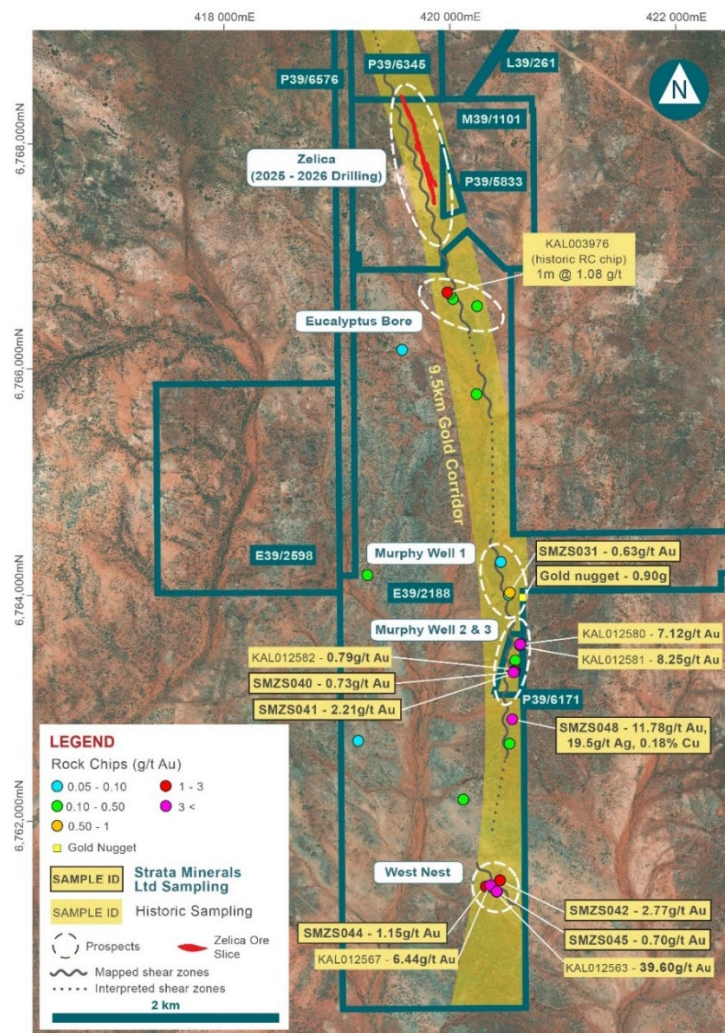 418 000mE
420 000mE
422 000mE
L39/261
P39/6345
P39/6576
N
M39/1101
6,768,000mN
Zelica
(2025 - 2026 Drilling)
P39/5833
KAL003976
(historic RC chip)
1m @ 1.08 g/t
Eucalyptus Bore
6,766,000mN
9.5km Gold Corridor
Murphy Well 1
SMZS031 - 0.63g/t Au
E39/2598
Gold nugget - 0.90g
E39/2188
6,764,000mN
Murphy Well 2 & 3
KAL012580 - 7.12g/t Au
KAL012582 - 0.79g/t Au
KAL012581 - 8.25g/t Au
SMZS040 - 0.73g/t Au
SMZS041 - 2.21g/t Au
P39/6171
SMZS048 - 11.78g/t Au,
19.5g/t Ag, 0.18% Cu
6,762,000mN
West Nest
SMZS042 - 2.77g/t Au
SMZS044 - 1.15g/t Au
SMZS045 - 0.70g/t Au
KAL012567 - 6.44g/t Au
KAL012563 - 39.60g/t Au
LEGEND
Rock Chips (g/t Au)
0.05 - 0.10
1 - 3
0.10 - 0.50
3 <
0.50 - 1
Gold Nugget
SAMPLE ID
Strata Minerals
Ltd Sampling
SAMPLE ID
Historic Sampling
Prospects
Zelica Ore
Slice
Mapped shear zones
Interpreted shear zones
2 km